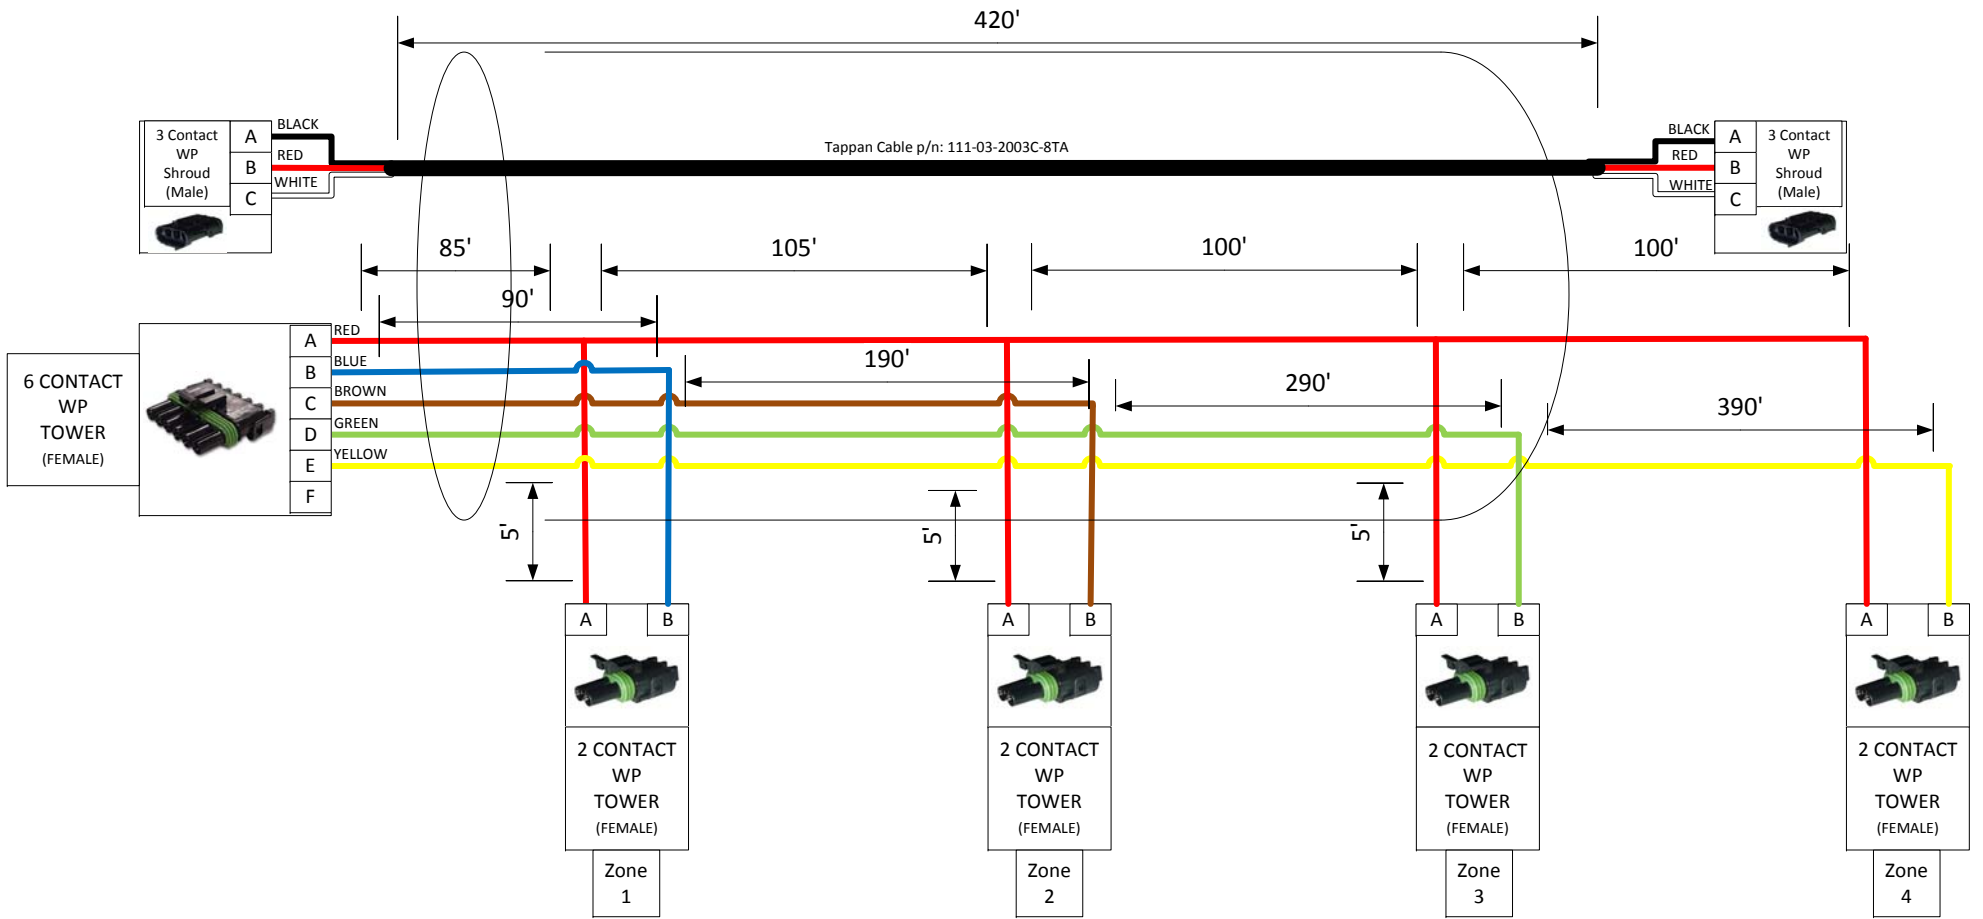 420'
Tappan Cable p/n: 111-03-2003C-8TA
3 Contact
WP
Shroud
(Male)
A
B
C
BLACK
RED
WHITE
BLACK
RED
WHITE
A
B
C
3 Contact
WP
Shroud
(Male)
85'
105'
100'
100'
90'
190'
290'
390'
6 CONTACT
WP
TOWER
(FEMALE)
A
B
C
D
E
F
RED
BLUE
BROWN
GREEN
YELLOW
5'
5'
5'
A
B
2 CONTACT
WP
TOWER
(FEMALE)
Zone
1
A
B
2 CONTACT
WP
TOWER
(FEMALE)
Zone
2
A
B
2 CONTACT
WP
TOWER
(FEMALE)
Zone
3
A
B
2 CONTACT
WP
TOWER
(FEMALE)
Zone
4